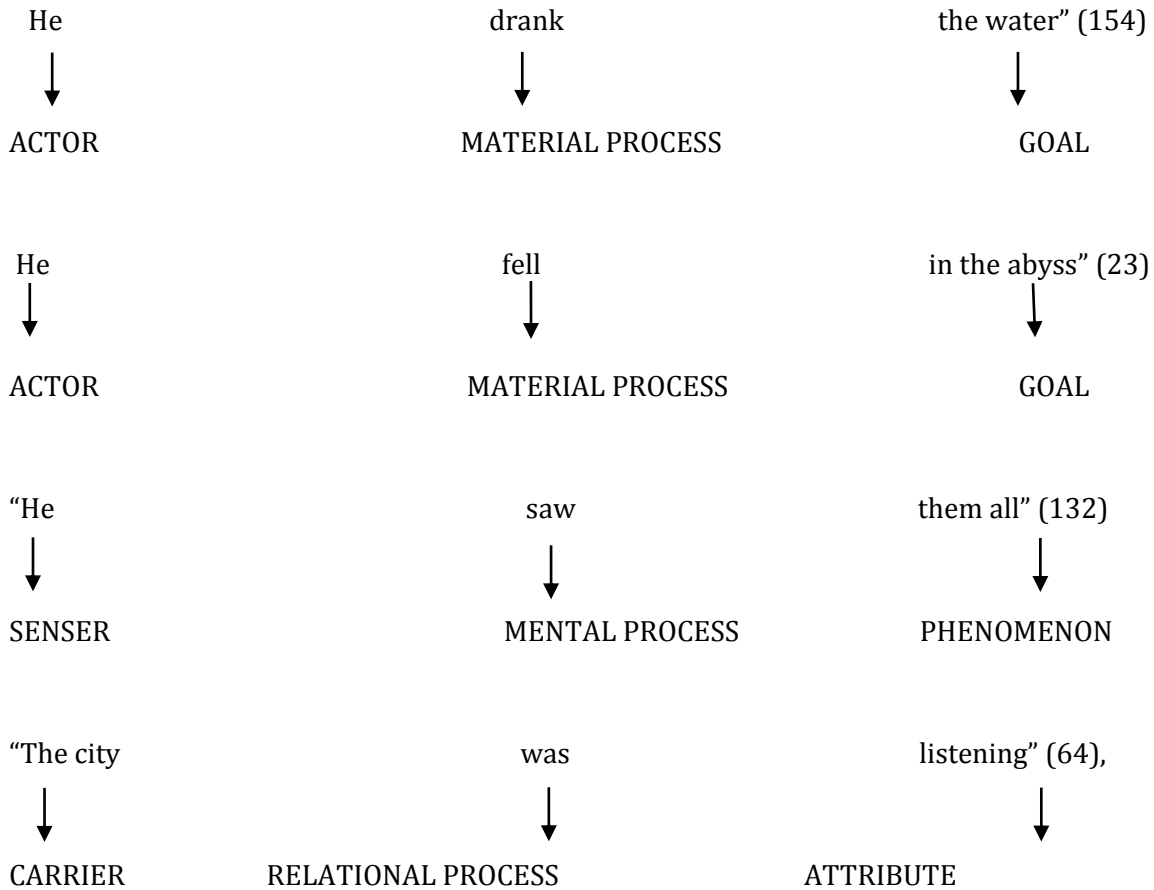 He drank the water” (154)
ACTOR MATERIAL PROCESS GOAL
He fell in the abyss” (23)
ACTOR MATERIAL PROCESS GOAL
“He saw them all” (132)
SENSER MENTAL PROCESS PHENOMENON
“The city was listening” (64),
CARRIER RELATIONAL PROCESS ATTRIBUTE